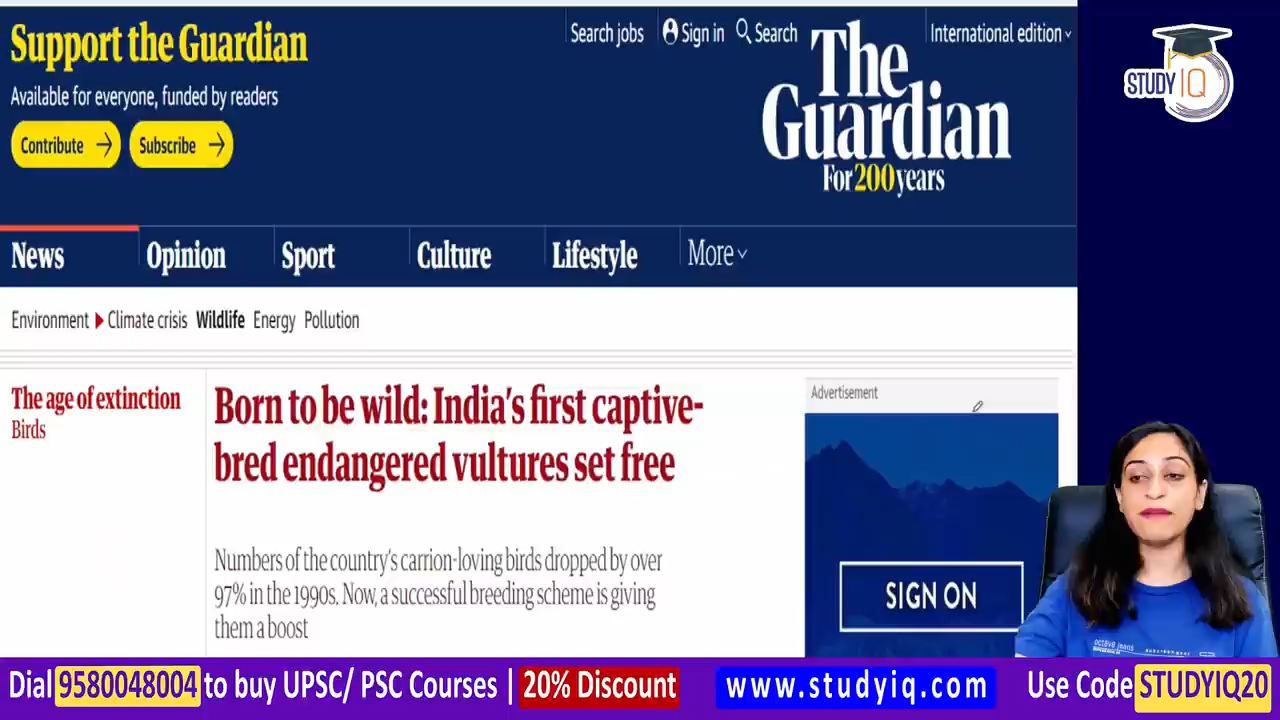 Support the Guardian
Available for everyone, funded by readers
Contribute →
Subscribe →
Search jobs
Sign in
Search
International edition
The
Guardian
For 200 years
STUDY IQ
News
Opinion
Sport
Culture
Lifestyle
More
Environment
Climate crisis
Wildlife
Energy
Pollution
The age of extinction
Birds
Born to be wild: India's first captive-
bred endangered vultures set free
Numbers of the country's carrion-loving birds dropped by over
97% in the 1990s. Now, a successful breeding scheme is giving
them a boost
Advertisement
SIGN ON
octave jeans
Dial 9580048004 to buy UPSC/ PSC Courses | 20% Discount
www.studyiq.com
Use Code STUDYIQ20